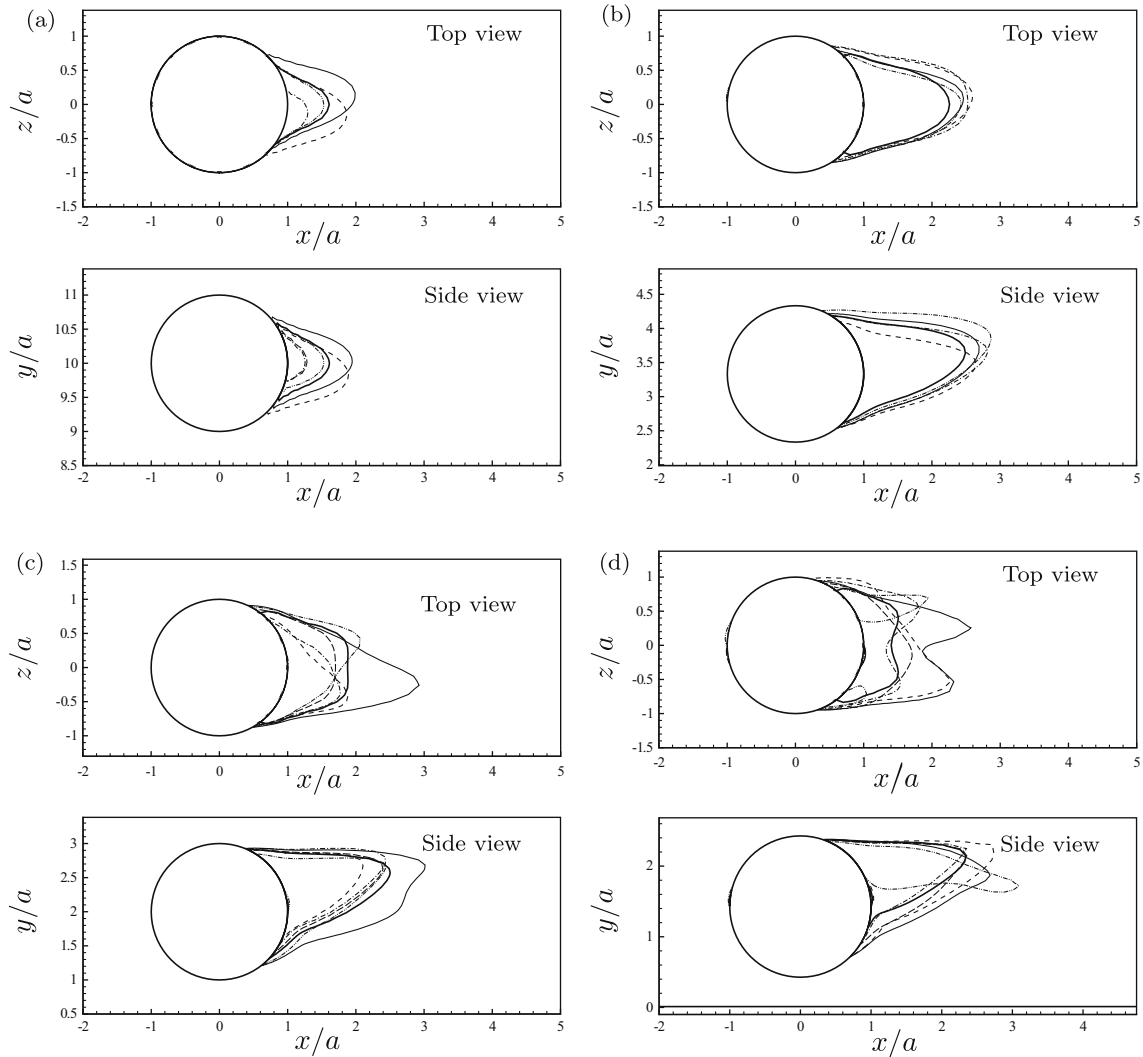 (a)
Top view
1
0.5
0
-0.5
-1
-1.5
z/a
-2 -1 0 1 2 3 4 5
x/a
Side view
11
10.5
10
9.5
9
8.5
y/a
-2 -1 0 1 2 3 4 5
x/a
(b)
Top view
1
0.5
0
-0.5
-1
-1.5
z/a
-2 -1 0 1 2 3 4 5
x/a
Side view
4.5
4
3.5
3
2.5
2
y/a
-2 -1 0 1 2 3 4 5
x/a
(c)
Top view
1.5
1
0.5
0
-0.5
-1
z/a
-2 -1 0 1 2 3 4 5
x/a
Side view
3
2.5
2
1.5
1
0.5
y/a
-2 -1 0 1 2 3 4 5
x/a
(d)
Top view
1
0.5
0
-0.5
-1
-1.5
z/a
-2 -1 0 1 2 3 4 5
x/a
Side view
2
1
0
y/a
-2 -1 0 1 2 3 4
x/a